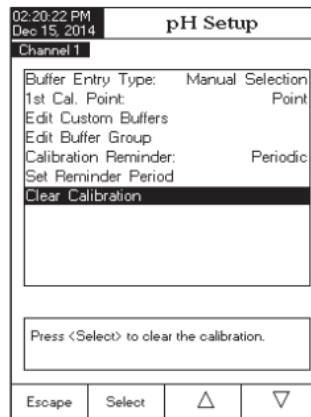 02:20:22 PM
Dec 15, 2014
pH Setup
Channel 1
Buffer Entry Type: Manual Selection
1st Cal. Point: Point
Edit Custom Buffers
Edit Buffer Group
Calibration Reminder: Periodic
Set Reminder Period
Clear Calibration
Press <Select> to clear the calibration.
Escape Select